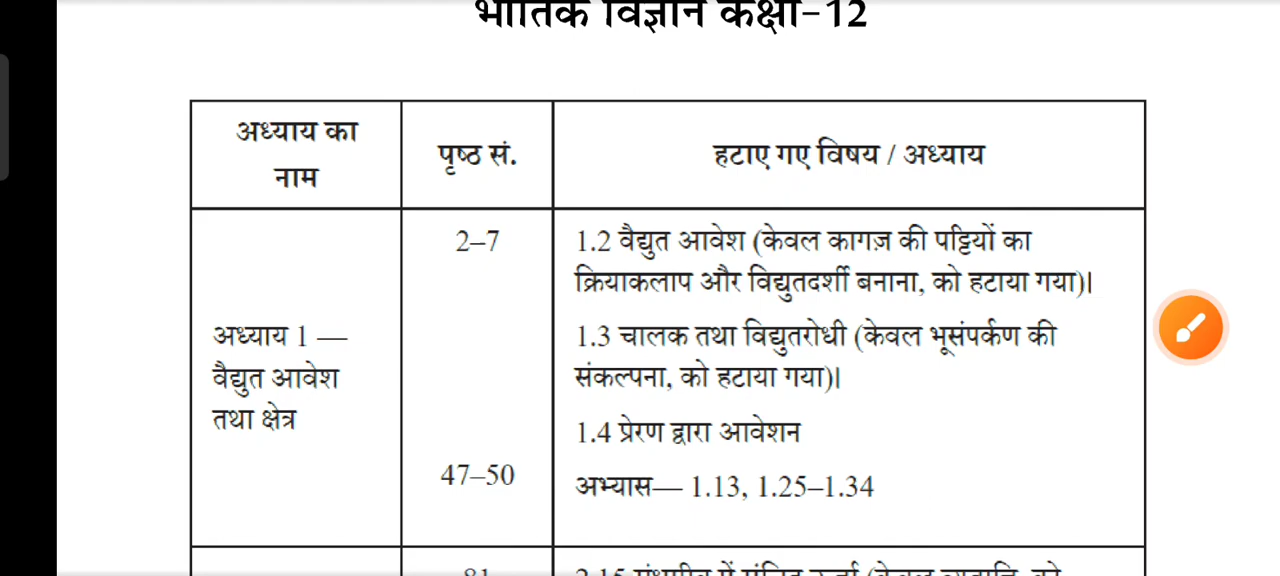 भौतिक विज्ञान कक्षा–12
अध्याय का
नाम
पृष्ठ सं.
हटाए गए विषय / अध्याय
अध्याय 1 —
वैद्युत आवेश
तथा क्षेत्र
2–7
47–50
1.2 वैद्युत आवेश (केवल कागज़ की पट्टियों का
क्रियाकलाप और विद्युतदर्शी बनाना, को हटाया गया)।
1.3 चालक तथा विद्युतरोधी (केवल भूसंपर्कण की
संकल्पना, को हटाया गया)।
1.4 प्रेरण द्वारा आवेशन
अभ्यास— 1.13, 1.25–1.34
81